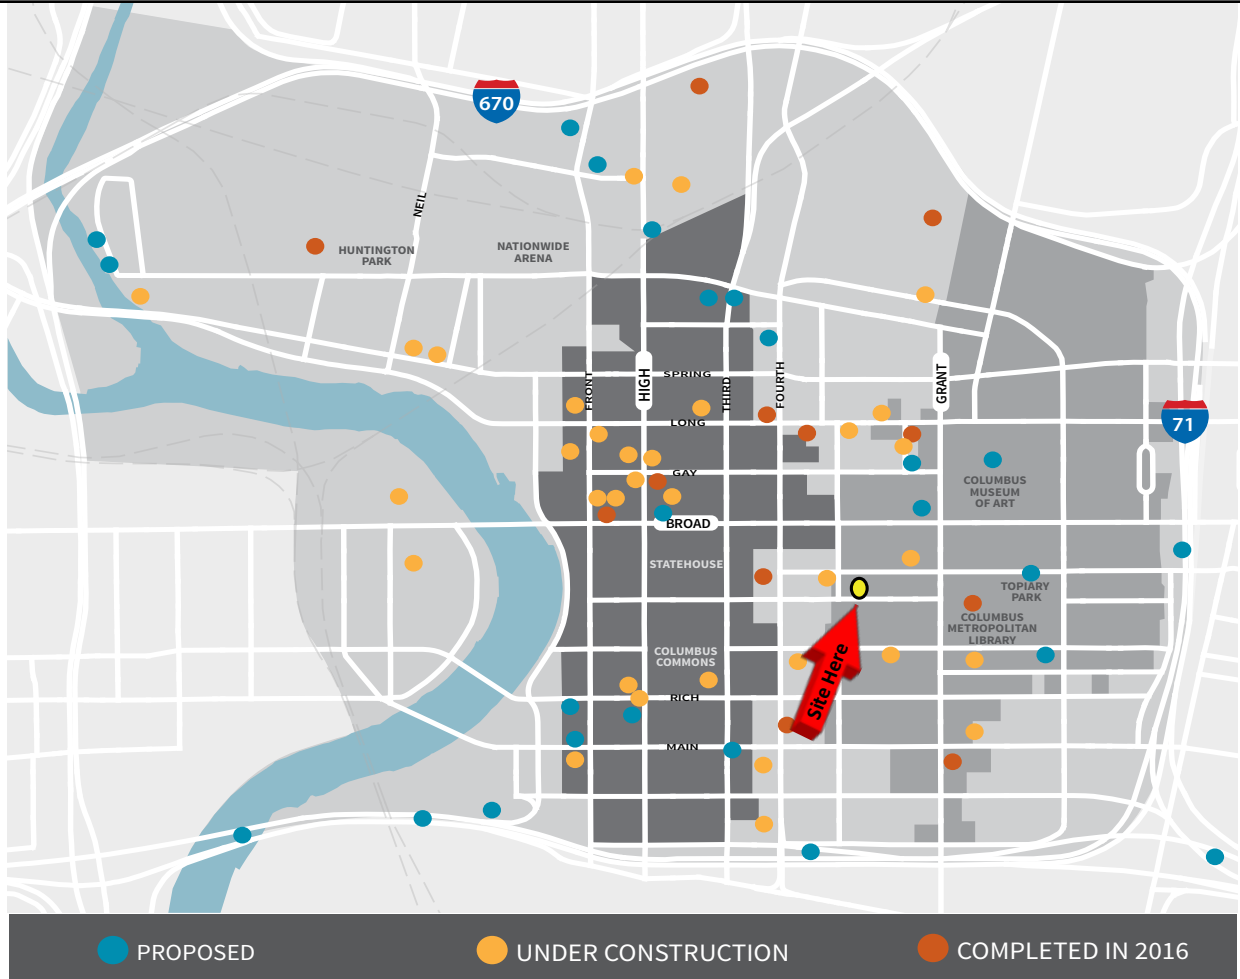 670
NEIL
HUNTINGTON
PARK
NATIONWIDE
ARENA
FRONT
HIGH
SPRING
THIRD
FOURTH
GRANT
LONG
71
GAY
COLUMBUS
MUSEUM
OF ART
BROAD
STATEHOUSE
TOPIARY
PARK
COLUMBUS
METROPOLITAN
LIBRARY
COLUMBUS
COMMONS
Site Here
RICH
MAIN
PROPOSED
UNDER CONSTRUCTION
COMPLETED IN 2016